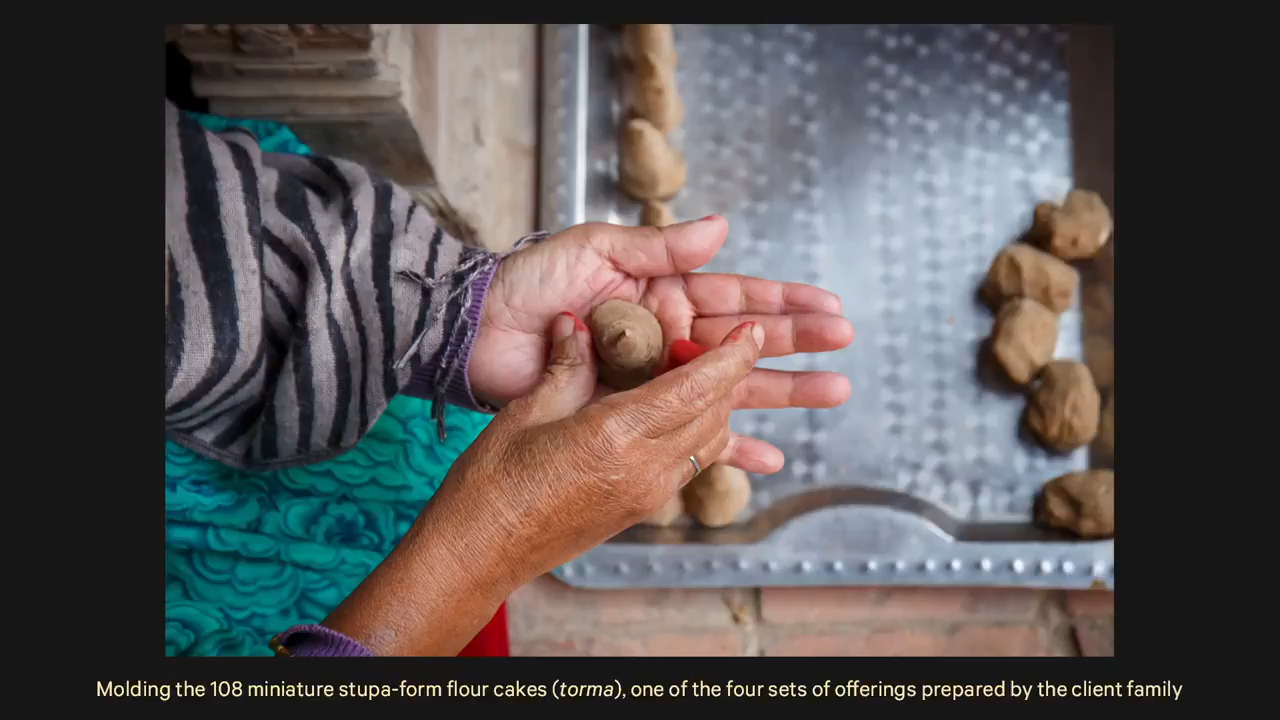 Molding the 108 miniature stupa-form flour cakes (torma), one of the four sets of offerings prepared by the client family